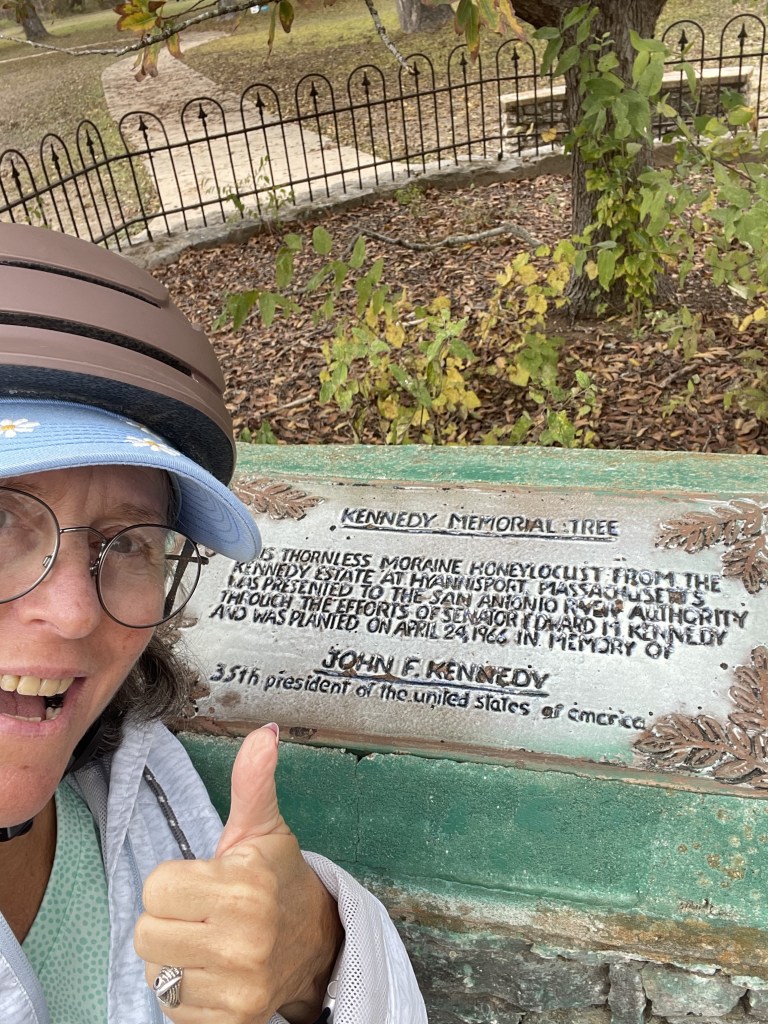 KENNEDY MEMORIAL TREE
IS THORNLESS MORAINE HONEYLOCUST FROM THE
KENNEDY ESTATE AT HYANNISPORT, MASSACHUSETTS
WAS PRESENTED TO THE SAN ANTONIO RIVER AUTHORITY
THROUGH THE EFFORTS OF SENATOR EDWARD M. KENNEDY
AND WAS PLANTED ON APRIL 24, 1966 IN MEMORY OF
JOHN F. KENNEDY
35th president of the united states of america